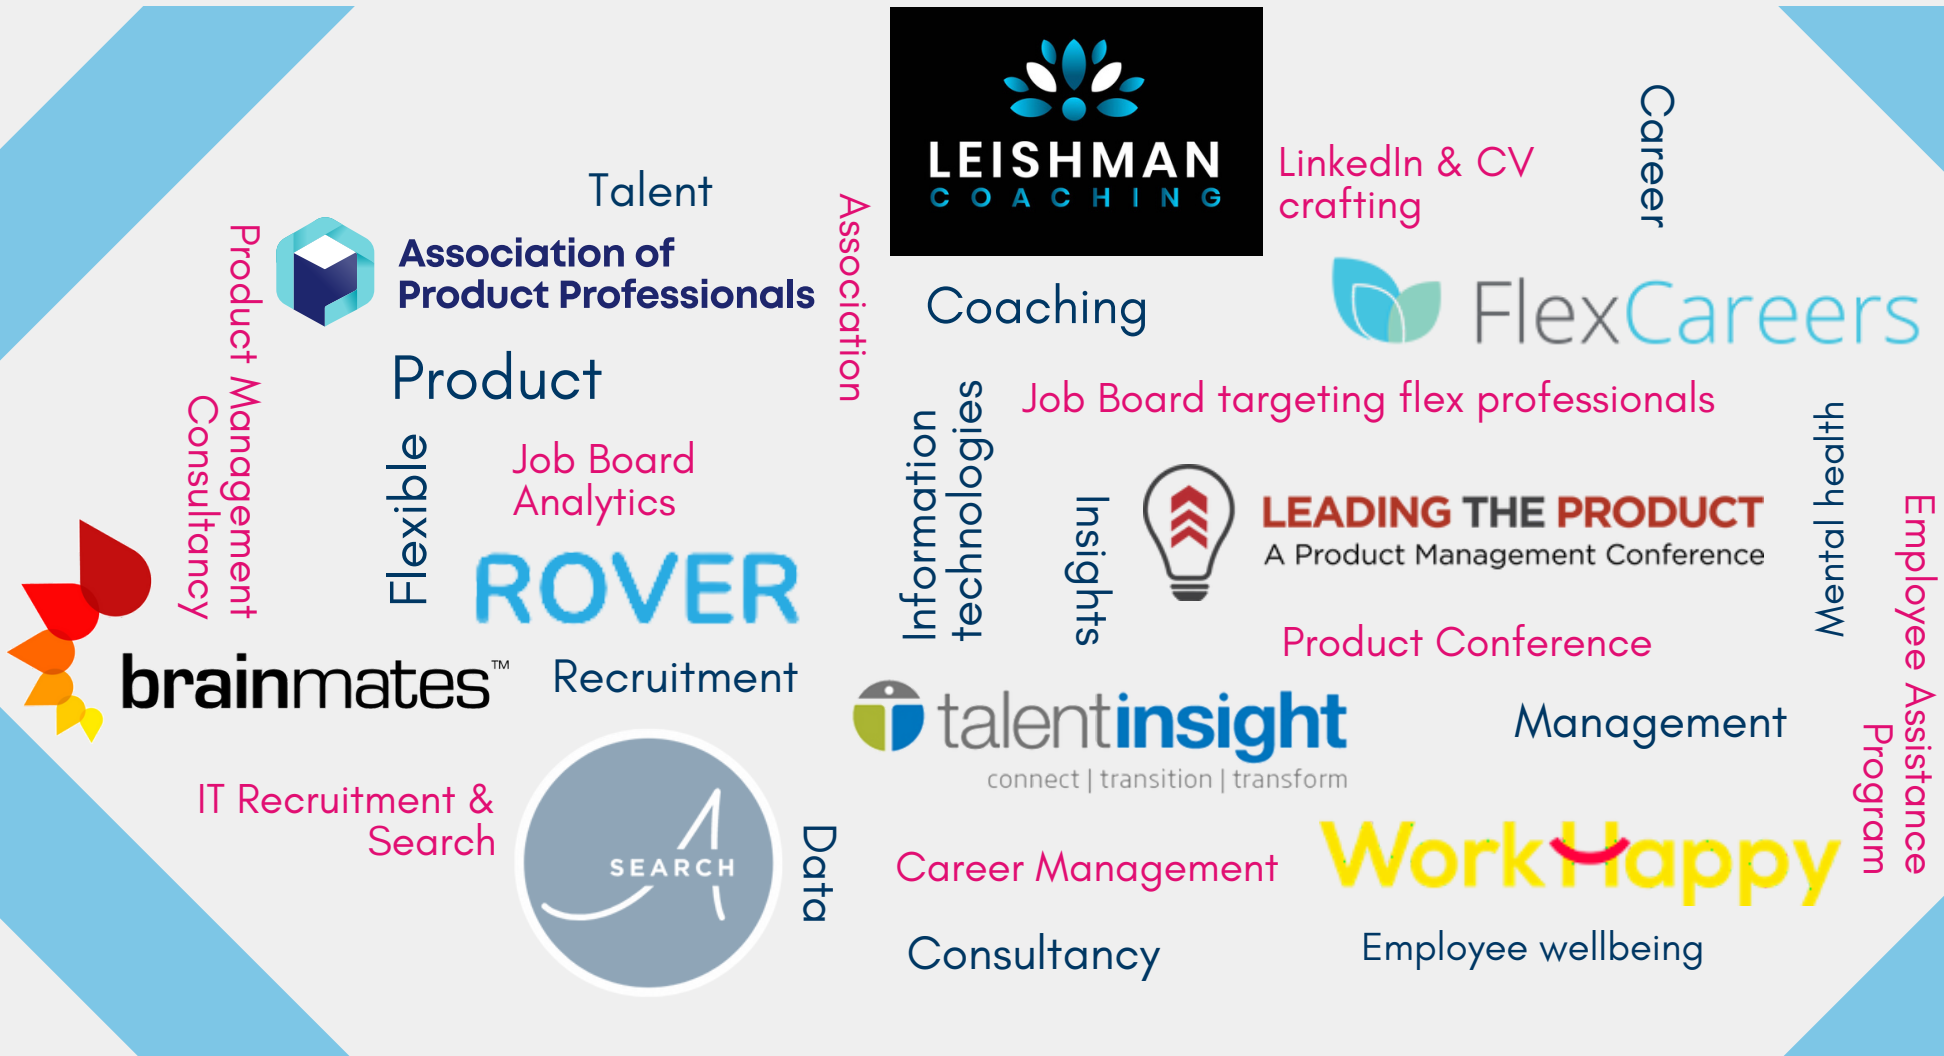 LEISHMAN
COACHING
LinkedIn & CV
crafting
Career
Talent
Association of
Product Professionals
Association
Product Management
Consultancy
Coaching
FlexCareers
Product
Job Board targeting flex professionals
Flexible
Job Board
Analytics
Information
technologies
Insights
LEADING THE PRODUCT
A Product Management Conference
Mental health
Employee Assistance
Program
ROVER
Product Conference
brainmates™
Recruitment
talentinsight
connect | transition | transform
Management
IT Recruitment &
Search
SEARCH
Data
Career Management
WorkHappy
Consultancy
Employee wellbeing